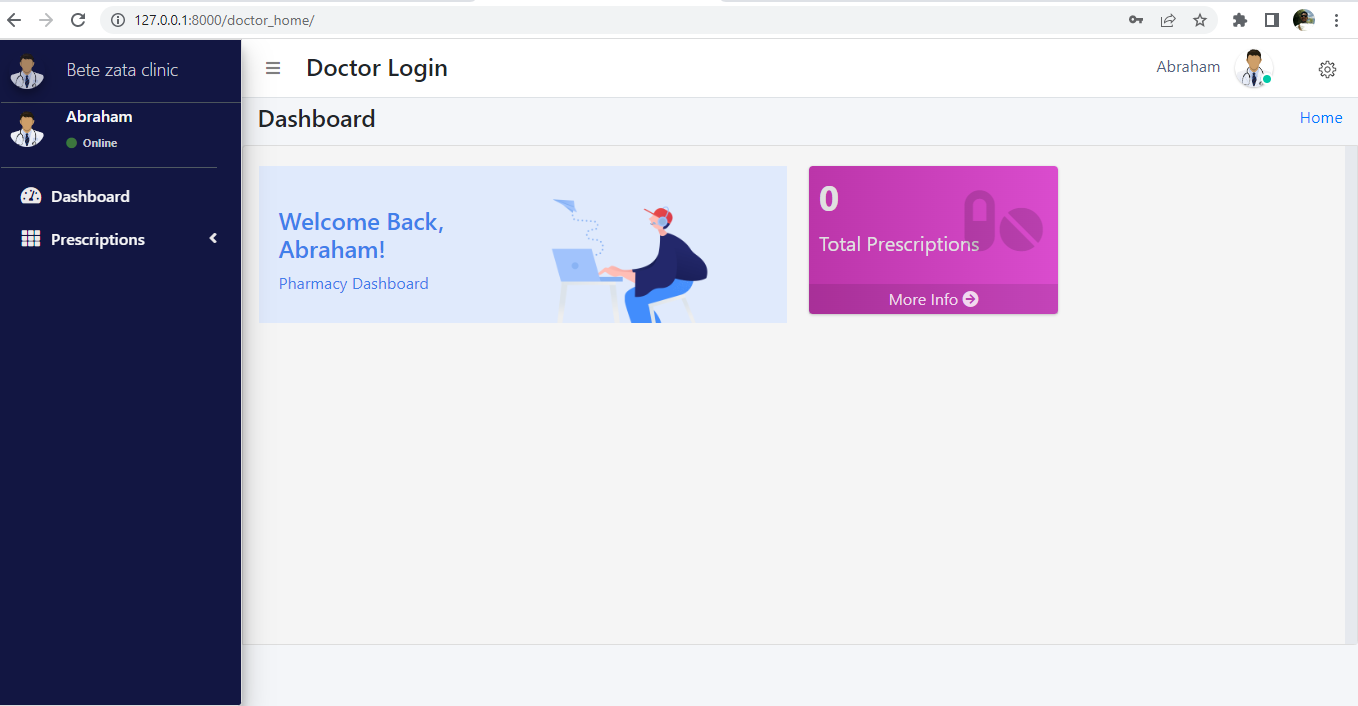 127.0.0.1:8000/doctor_home/
Bete zata clinic
Doctor Login
Abraham
Abraham
Online
Dashboard
Home
Dashboard
Prescriptions
Welcome Back,
Abraham!
Pharmacy Dashboard
0
Total Prescriptions
More Info